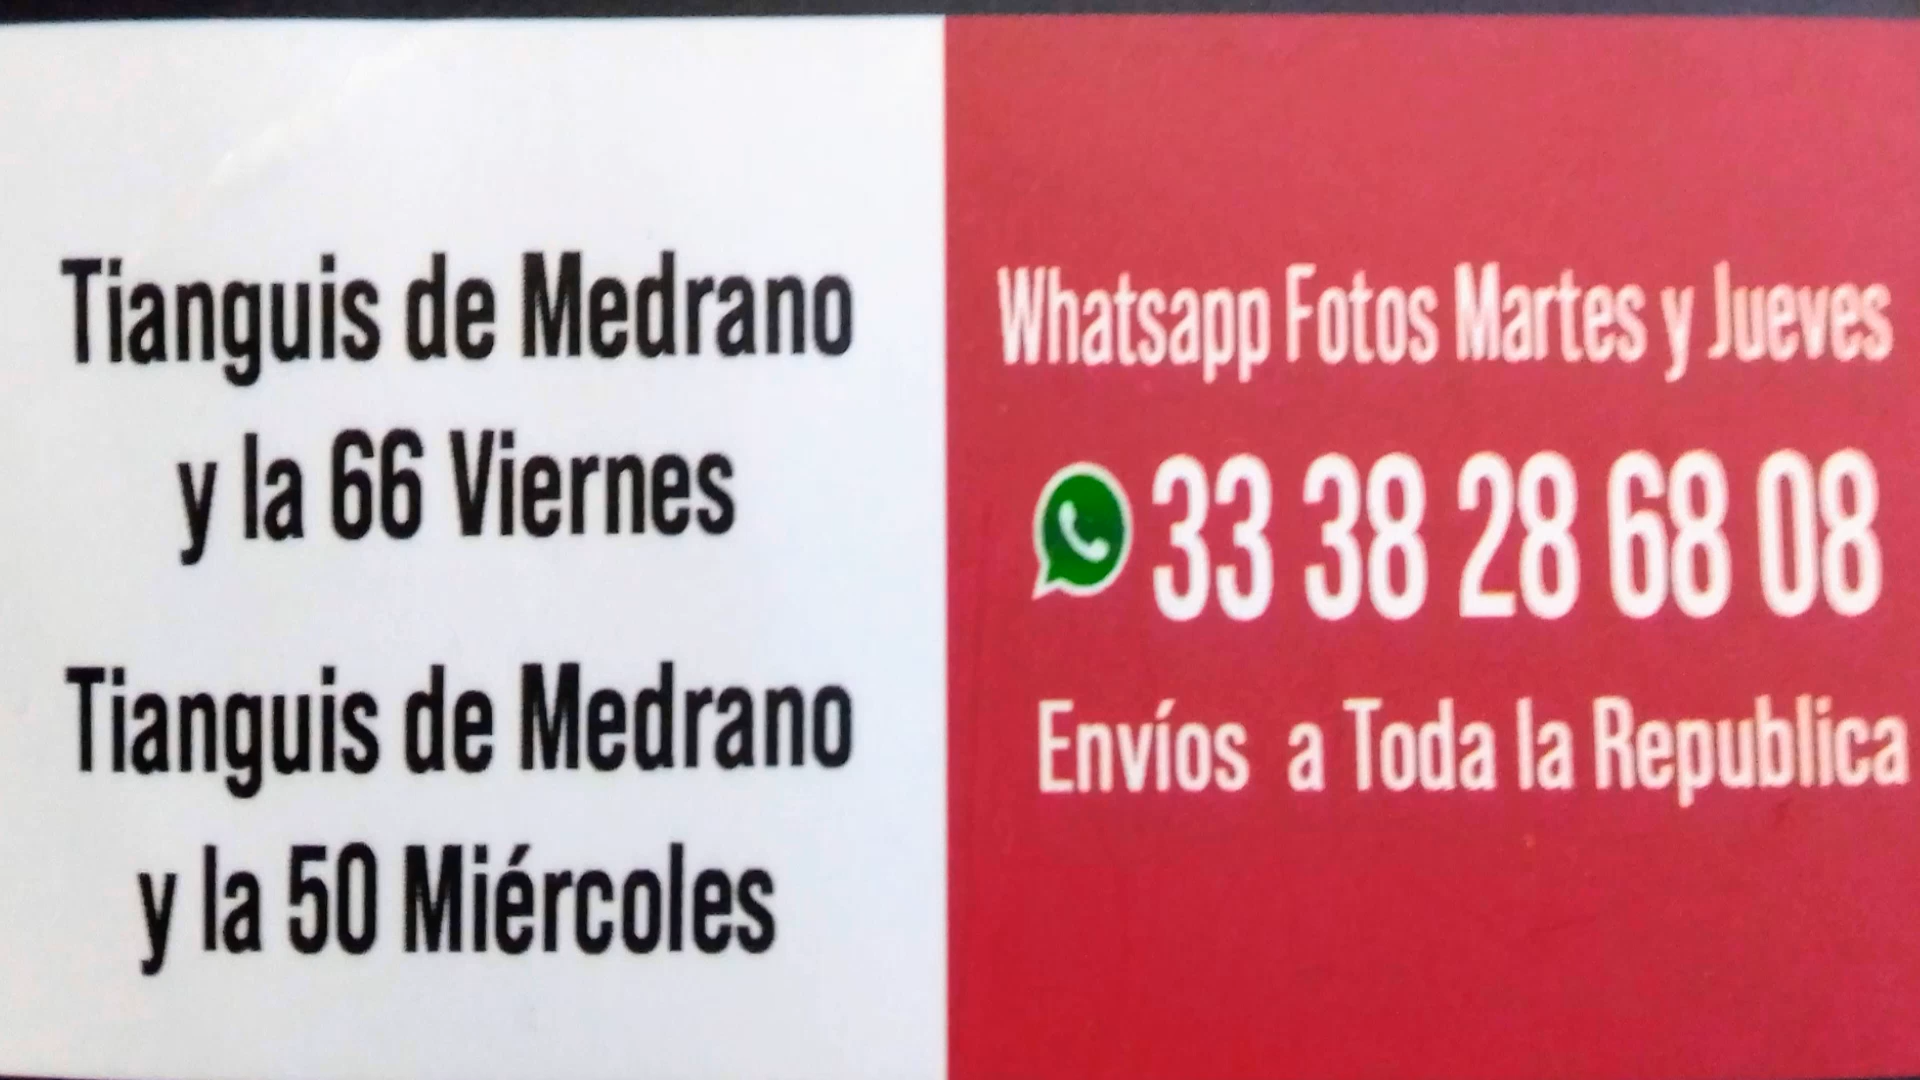 Tianguis de Medrano
y la 66 Viernes
Tianguis de Medrano
y la 50 Miércoles
Whatsapp Fotos Martes y Jueves
33 38 28 68 08
Envíos a Toda la Republica